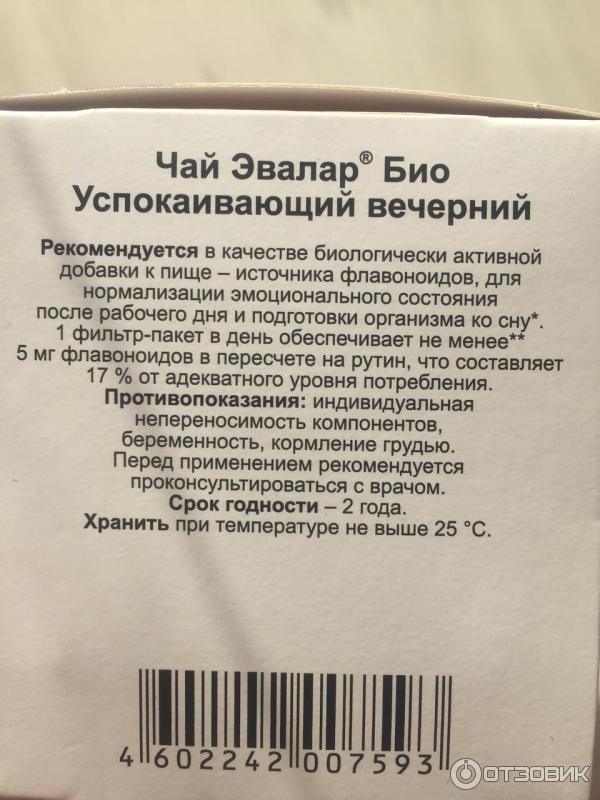 Чай Эвалар® Био
Успокаивающий вечерний
Рекомендуется в качестве биологически активной
добавки к пище – источника флавоноидов, для
нормализации эмоционального состояния
после рабочего дня и подготовки организма ко сну*.
1 фильтр-пакет в день обеспечивает не менее**
5 мг флавоноидов в пересчете на рутин, что составляет
17 % от адекватного уровня потребления.
Противопоказания: индивидуальная
непереносимость компонентов,
беременность, кормление грудью.
Перед применением рекомендуется
проконсультироваться с врачом.
Срок годности – 2 года.
Хранить при температуре не выше 25 °C.
4 602242 007593
ОТЗОВИК